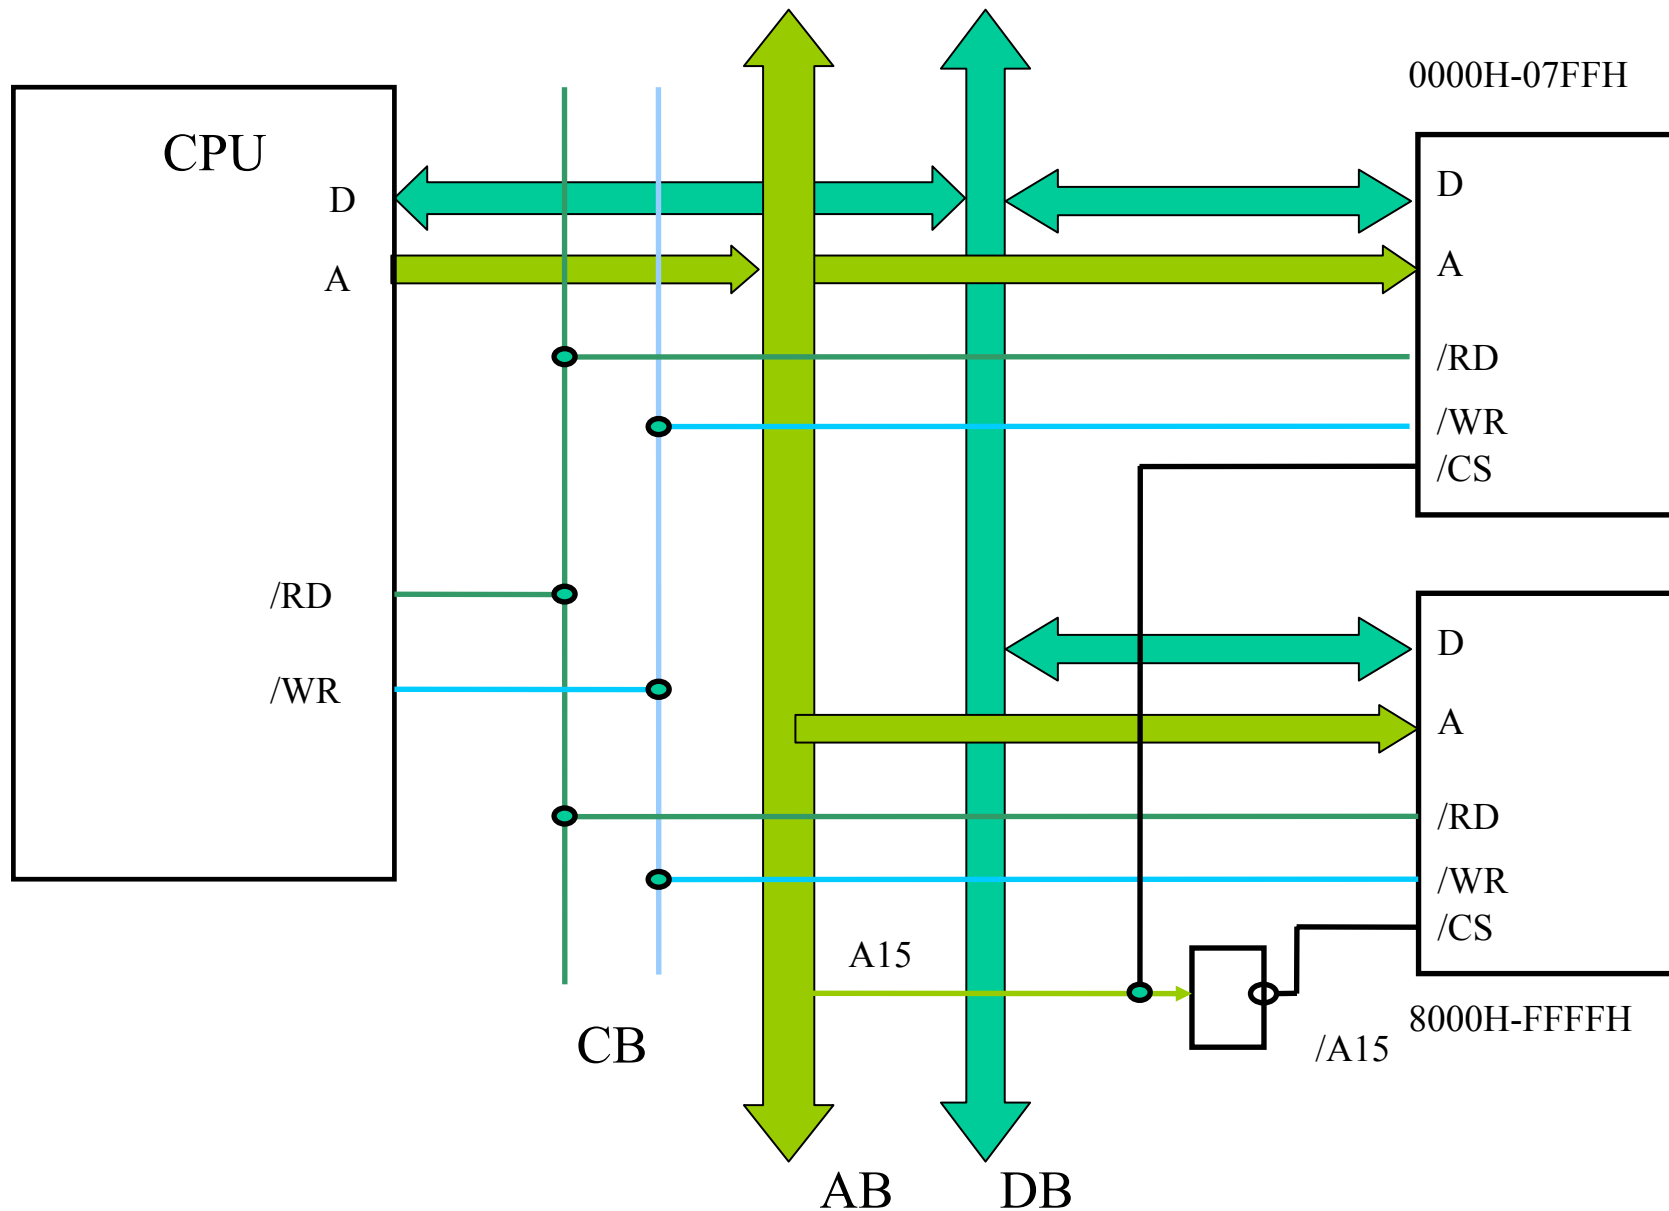 0000H-07FFH
CPU
D
A
/RD
/WR
D
A
/RD
/WR
/CS
D
A
/RD
/WR
/CS
A15
8000H-FFFFH
/A15
CB
AB
DB